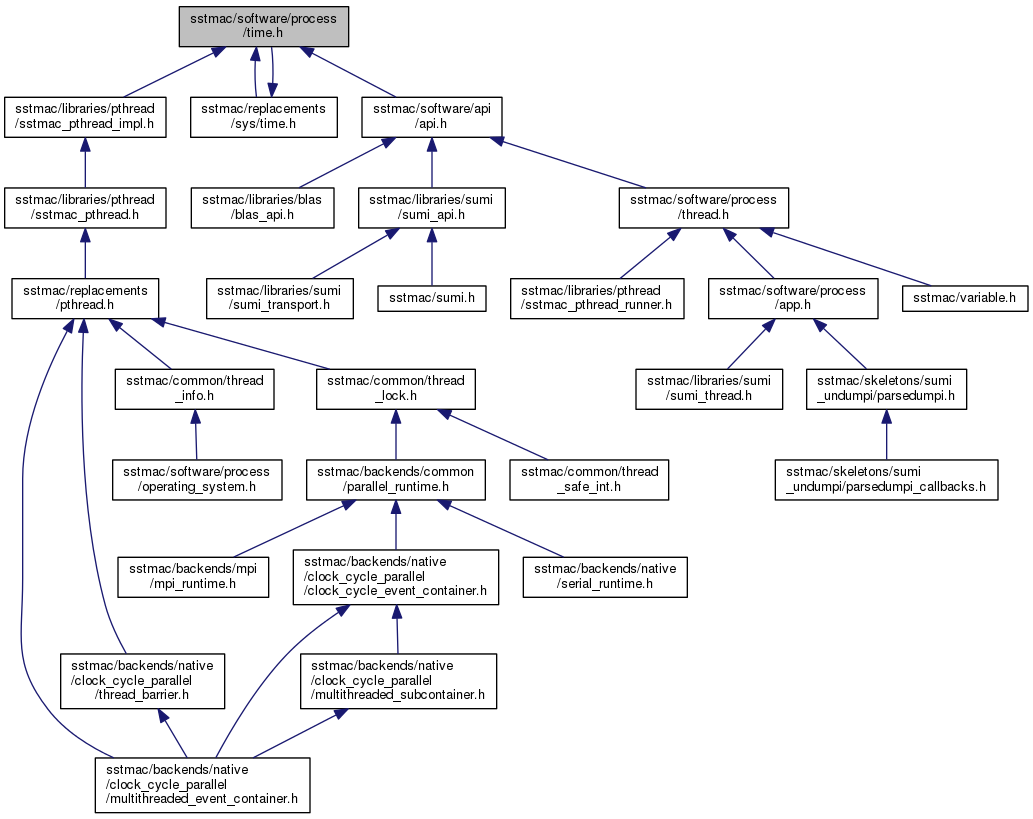 sstmac/software/process
/time.h
sstmac/libraries/pthread
/sstmac_pthread_impl.h
sstmac/replacements
/sys/time.h
sstmac/software/api
/api.h
sstmac/libraries/pthread
/sstmac_pthread.h
sstmac/libraries/blas
/blas_api.h
sstmac/libraries/sumi
/sumi_api.h
sstmac/software/process
/thread.h
sstmac/replacements
/pthread.h
sstmac/libraries/sumi
/sumi_transport.h
sstmac/sumi.h
sstmac/libraries/pthread
/sstmac_pthread_runner.h
sstmac/software/process
/app.h
sstmac/variable.h
sstmac/common/thread
_info.h
sstmac/common/thread
_lock.h
sstmac/libraries/sumi
/sumi_thread.h
sstmac/skeletons/sumi
_undumpi/parsedumpi.h
sstmac/software/process
/operating_system.h
sstmac/backends/common
/parallel_runtime.h
sstmac/common/thread
_safe_int.h
sstmac/skeletons/sumi
_undumpi/parsedumpi_callbacks.h
sstmac/backends/mpi
/mpi_runtime.h
sstmac/backends/native
/clock_cycle_parallel
/clock_cycle_event_container.h
sstmac/backends/native
/serial_runtime.h
sstmac/backends/native
/clock_cycle_parallel
/thread_barrier.h
sstmac/backends/native
/clock_cycle_parallel
/multithreaded_subcontainer.h
sstmac/backends/native
/clock_cycle_parallel
/multithreaded_event_container.h